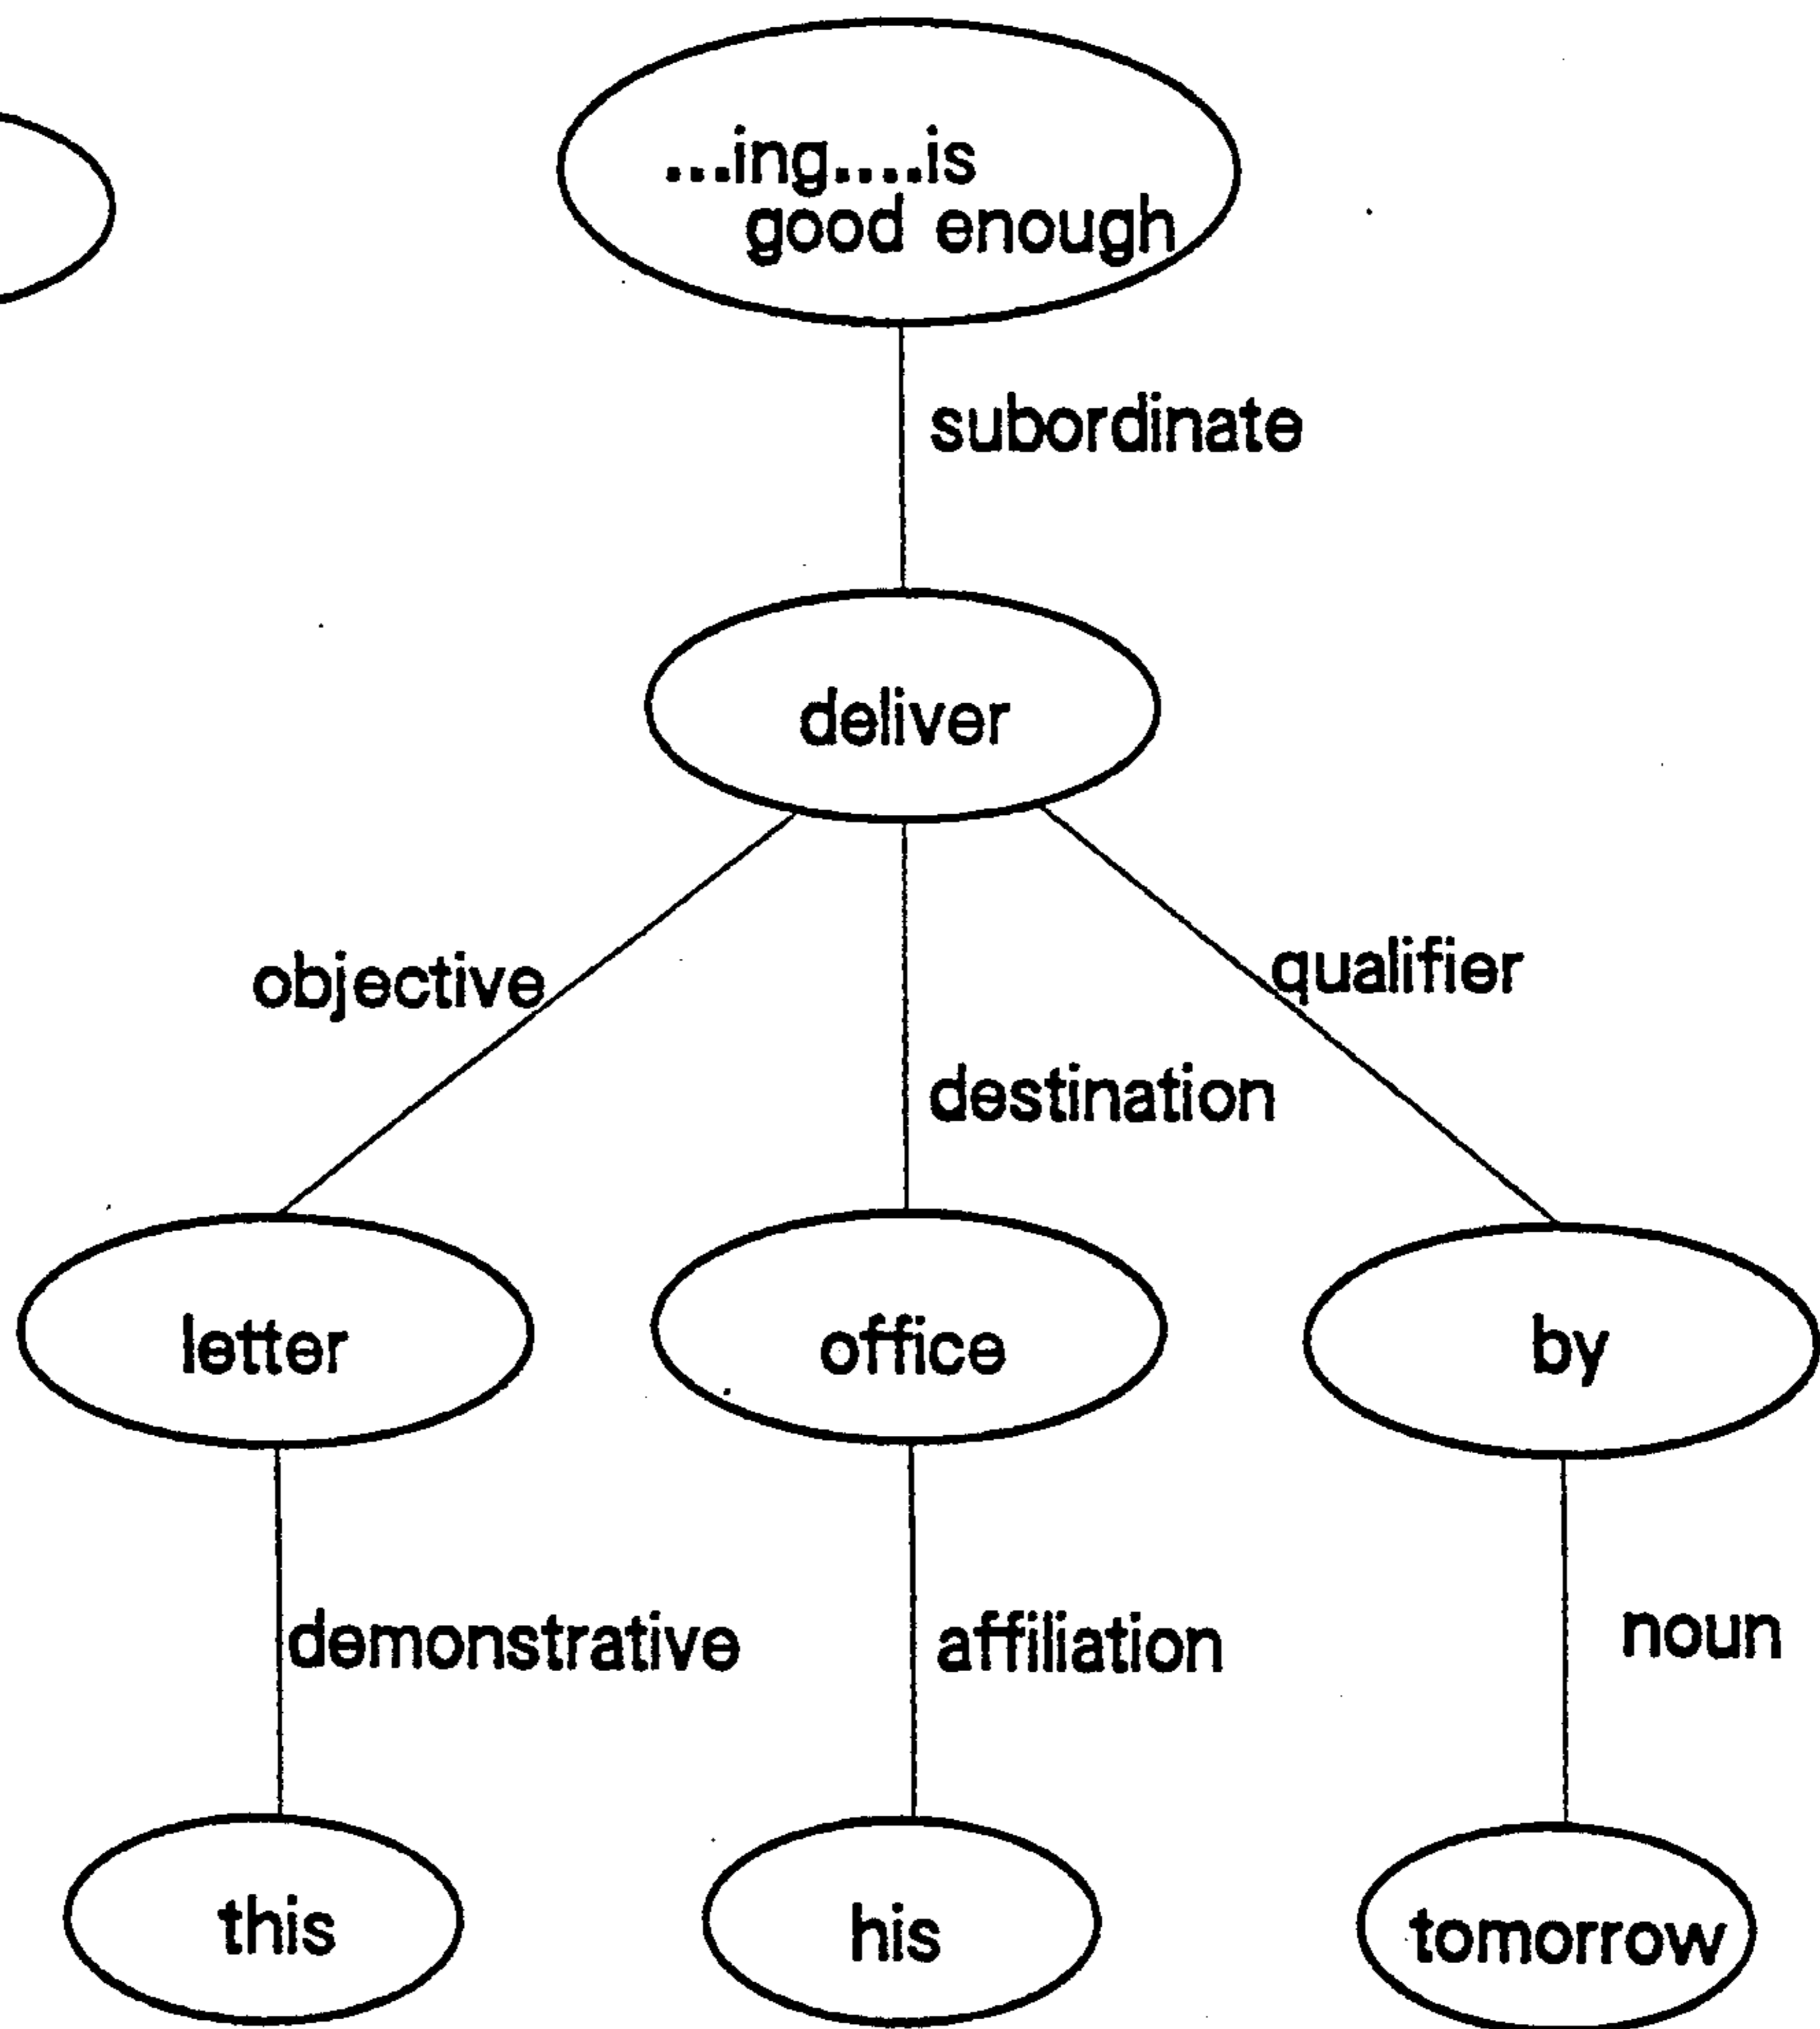 ...ing....is
good enough
subordinate
deliver
objective
qualifier
destination
letter
office
by
demonstrative
affiliation
noun
this
his
tomorrow